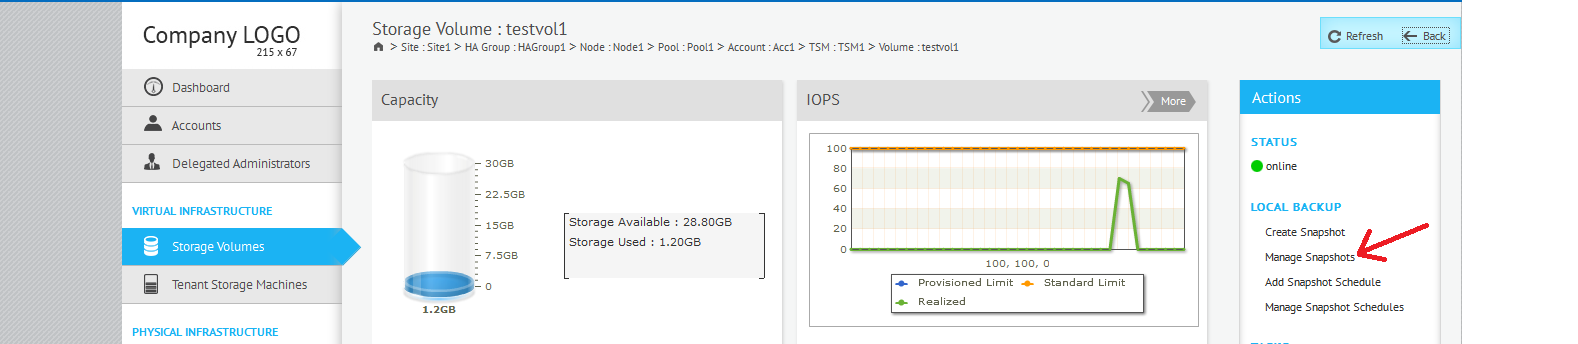 Company LOGO
215 x 67
Dashboard
Accounts
Delegated Administrators
VIRTUAL INFRASTRUCTURE
Storage Volumes
Tenant Storage Machines
PHYSICAL INFRASTRUCTURE
Storage Volume : testvol1
> Site : Site1 > HA Group : HAGroup1 > Node : Node1 > Pool : Pool1 > Account : Acc1 > TSM : TSM1 > Volume : testvol1
Refresh
Back
Capacity
30GB
22.5GB
15GB
7.5GB
0
1.2GB
Storage Available : 28.80GB
Storage Used : 1.20GB
IOPS
More
100
80
60
40
20
0
100, 100, 0
Provisioned Limit
Standard Limit
Realized
Actions
STATUS
online
LOCAL BACKUP
Create Snapshot
Manage Snapshots
Add Snapshot Schedule
Manage Snapshot Schedules